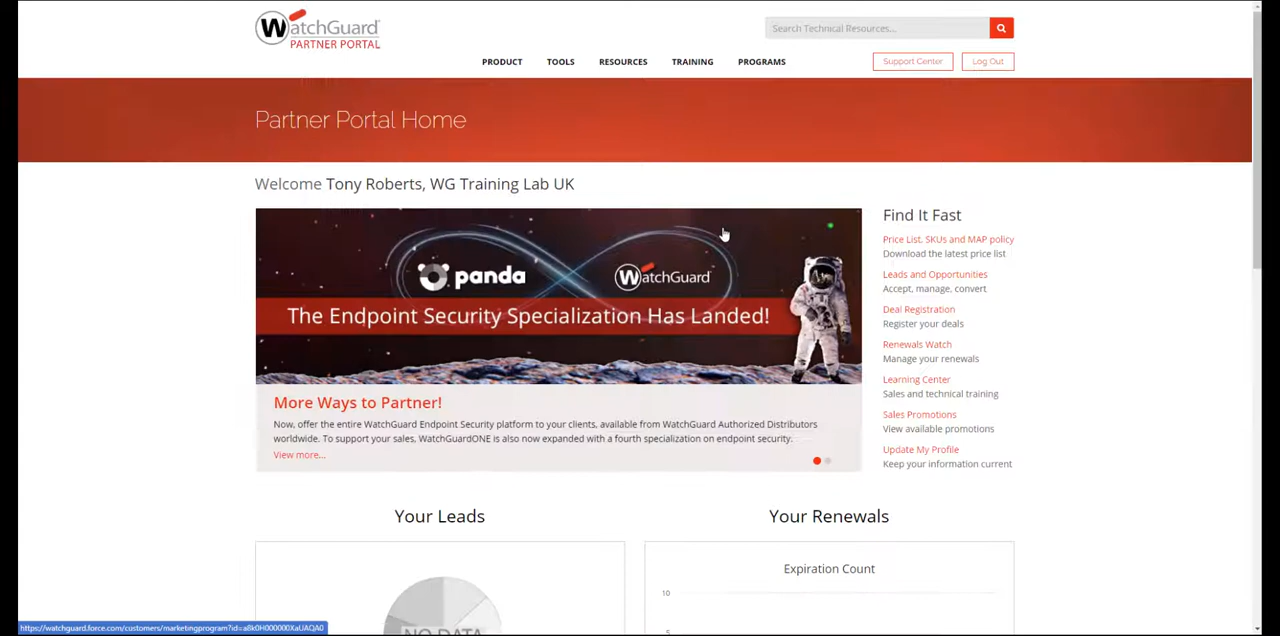 WatchGuard
PARTNER PORTAL
Search Technical Resources...
PRODUCT TOOLS RESOURCES TRAINING PROGRAMS
Support Center Log Out
Partner Portal Home
Welcome Tony Roberts, WG Training Lab UK
panda WatchGuard
The Endpoint Security Specialization Has Landed!
More Ways to Partner!
Now, offer the entire WatchGuard Endpoint Security platform to your clients, available from WatchGuard Authorized Distributors
worldwide. To support your sales, WatchGuardONE is also now expanded with a fourth specialization on endpoint security.
View more...
Find It Fast
Price List, SKUs and MAP policy
Download the latest price list
Leads and Opportunities
Accept, manage, convert
Deal Registration
Register your deals
Renewals Watch
Manage your renewals
Learning Center
Sales and technical training
Sales Promotions
View available promotions
Update My Profile
Keep your information current
Your Leads
NO DATA
Your Renewals
Expiration Count
10
5